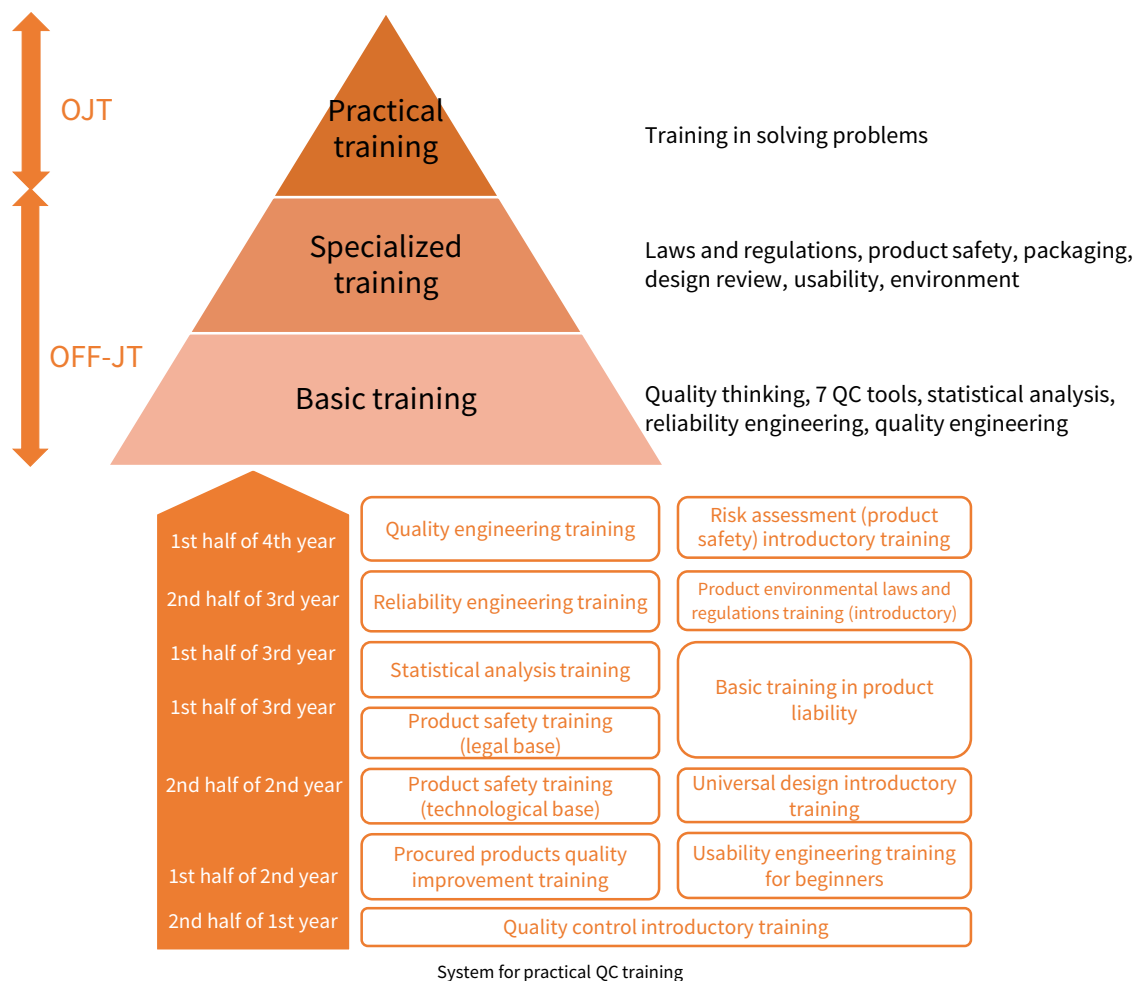 OJT
Practical
training
Training in solving problems
Specialized
training
Laws and regulations, product safety, packaging,
design review, usability, environment
OFF-JT
Basic training
Quality thinking, 7 QC tools, statistical analysis,
reliability engineering, quality engineering
1st half of 4th year
Quality engineering training
Risk assessment (product
safety) introductory training
2nd half of 3rd year
Reliability engineering training
Product environmental laws and
regulations training (introductory)
1st half of 3rd year
Statistical analysis training
Basic training in product
liability
1st half of 3rd year
Product safety training
(legal base)
2nd half of 2nd year
Product safety training
(technological base)
Universal design introductory
training
1st half of 2nd year
Procured products quality
improvement training
Usability engineering training
for beginners
2nd half of 1st year
Quality control introductory training
System for practical QC training